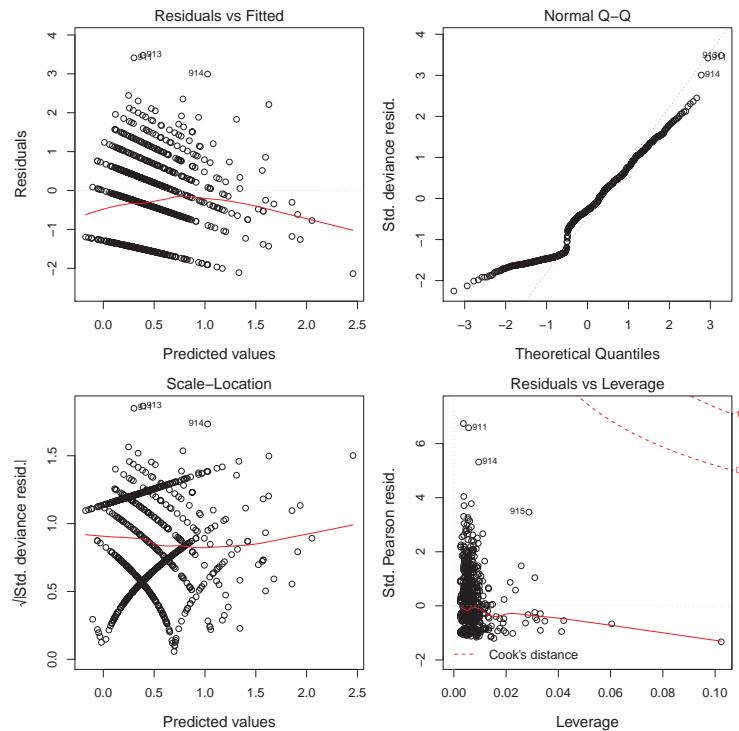 Residuals vs Fitted
4
3
2
1
0
−1
−2
Residuals
913
914
0.0 0.5 1.0 1.5 2.0 2.5
Predicted values
Normal Q−Q
4
3
2
1
0
−1
−2
Std. deviance resid.
914
−3 −2 −1 0 1 2 3
Theoretical Quantiles
Scale−Location
1.5
1.0
0.5
0.0
√|Std. deviance resid.|
913
914
0.0 0.5 1.0 1.5 2.0 2.5
Predicted values
Residuals vs Leverage
6
4
2
0
−2
Std. Pearson resid.
911
914
915
Cook's distance
0.00 0.02 0.04 0.06 0.08 0.10
Leverage